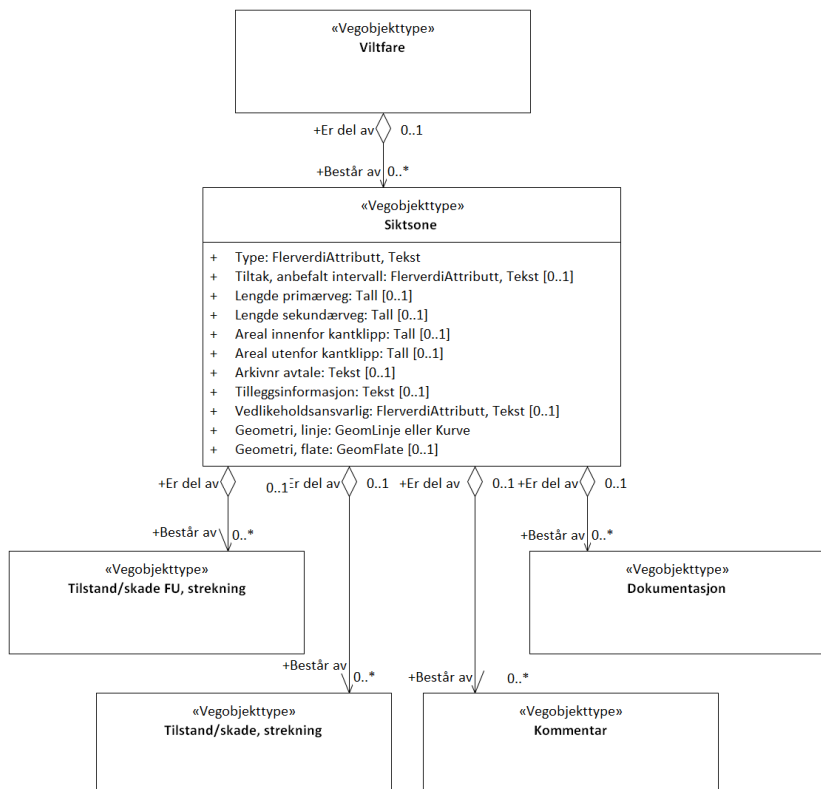 «Vegobjekttype»
Viltfare
+Er del av 0..1
+Består av 0..*
«Vegobjekttype»
Siktsone
+ Type: FlerverdiAttributt, Tekst
+ Tiltak, anbefalt intervall: FlerverdiAttributt, Tekst [0..1]
+ Lengde primærveg: Tall [0..1]
+ Lengde sekundærveg: Tall [0..1]
+ Areal innenfor kantklipp: Tall [0..1]
+ Areal utenfor kantklipp: Tall [0..1]
+ Arkivnr avtale: Tekst [0..1]
+ Tilleggsinformasjon: Tekst [0..1]
+ Vedlikeholdsansvarlig: FlerverdiAttributt, Tekst [0..1]
+ Geometri, linje: GeomLinje eller Kurve
+ Geometri, flate: GeomFlate [0..1]
+Er del av 0..1 Er del av 0..1 +Er del av 0..1 +Er del av 0..1
+Består av 0..* +Består av 0..*
«Vegobjekttype»
Tilstand/skade FU, strekning
«Vegobjekttype»
Dokumentasjon
+Består av 0..* +Består av 0..*
«Vegobjekttype»
Tilstand/skade, strekning
«Vegobjekttype»
Kommentar